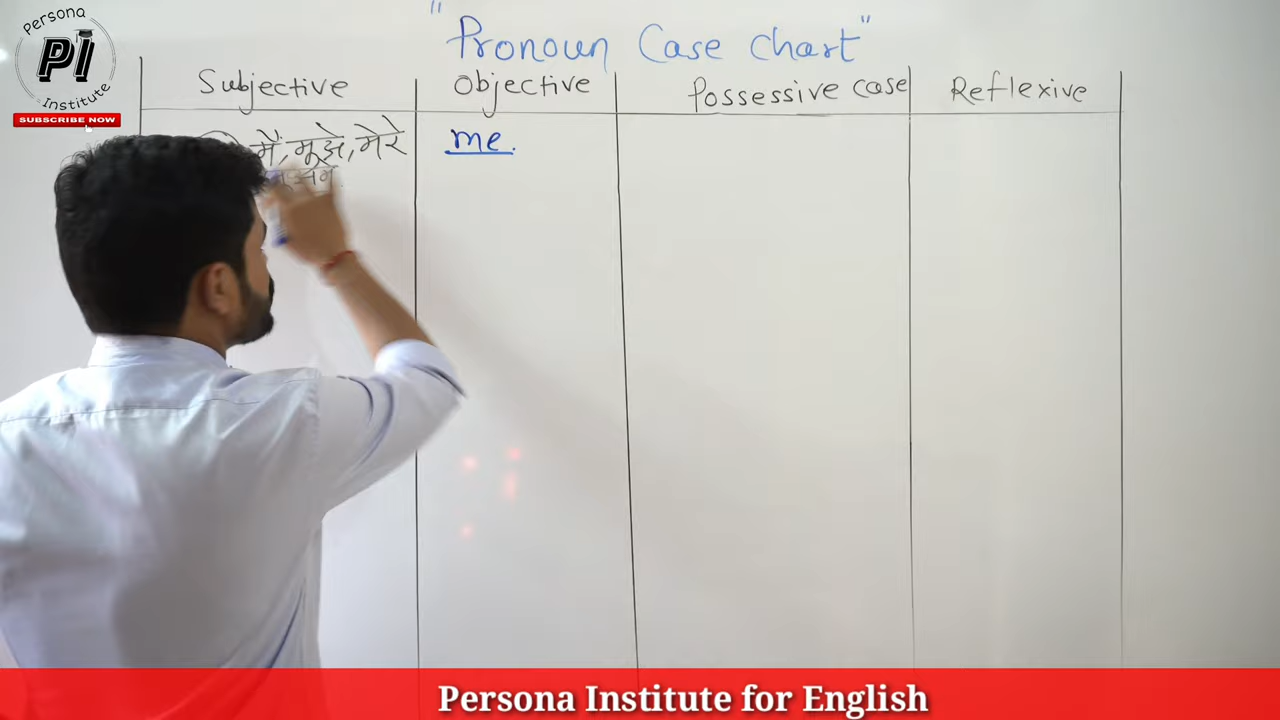 Persona
PI
Institute
SUBSCRIBE NOW
"Pronoun Case Chart"
Subjective Objective Possessive case Reflexive
मैं, मूझे, मेरे me.
Persona Institute for English